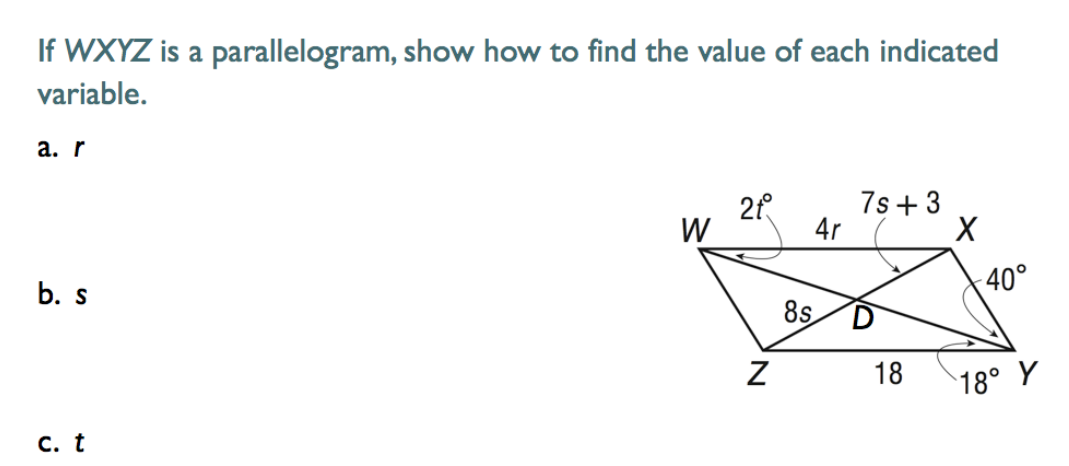 If WXYZ is a parallelogram, show how to find the value of each indicated
variable.
a. r
2t°
7s + 3
W
4r
X
40°
b. s
8s
D
Z
18
18°
Y
c. t